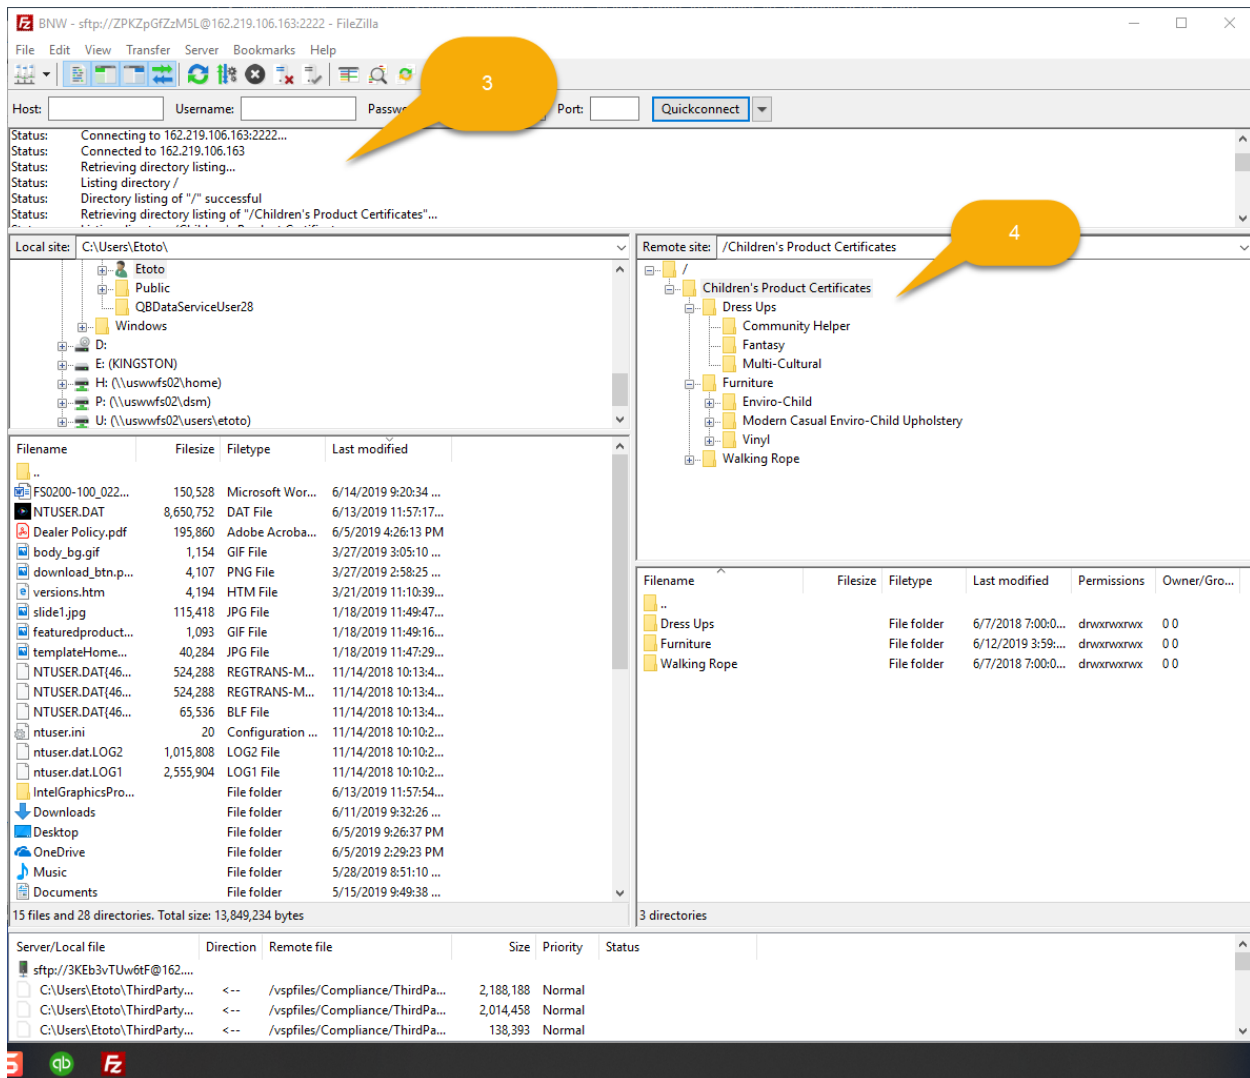 BNW - sftp://ZPKZpGfZzM5L@162.219.106.163:2222 - FileZilla
File Edit View Transfer Server Bookmarks Help
3
Host: Username: Port: Quickconnect
Status: Connecting to 162.219.106.163:2222...
Status: Connected to 162.219.106.163
Status: Retrieving directory listing...
Status: Listing directory /
Status: Directory listing of "/" successful
Status: Retrieving directory listing of "/Children's Product Certificates"...
4
Local site: C:\Users\Etoto\
Etoto
Public
QBDataServiceUser28
Windows
D:
E: (KINGSTON)
H: (\\uswwfs02\home)
P: (\\uswwfs02\dsm)
U: (\\uswwfs02\users\etoto)
Remote site: /Children's Product Certificates
/
Children's Product Certificates
Dress Ups
Community Helper
Fantasy
Multi-Cultural
Furniture
Enviro-Child
Modern Casual Enviro-Child Upholstery
Vinyl
Walking Rope
Filename Filesize Filetype Last modified
..
FS0200-100_022... 150,528 Microsoft Wor... 6/14/2019 9:20:34 ...
NTUSER.DAT 8,650,752 DAT File 6/13/2019 11:57:17...
Dealer Policy.pdf 195,860 Adobe Acroba... 6/5/2019 4:26:13 PM
body_bg.gif 1,154 GIF File 3/27/2019 3:05:10 ...
download_btn.p... 4,107 PNG File 3/27/2019 2:58:25 ...
versions.htm 4,194 HTM File 3/21/2019 11:10:39...
slide1.jpg 115,418 JPG File 1/18/2019 11:49:47...
featuredproduct... 1,093 GIF File 1/18/2019 11:49:16...
templateHome... 40,284 JPG File 1/18/2019 11:47:29...
NTUSER.DAT{46... 524,288 REGTRANS-M... 11/14/2018 10:13:4...
NTUSER.DAT{46... 524,288 REGTRANS-M... 11/14/2018 10:13:4...
NTUSER.DAT{46... 65,536 BLF File 11/14/2018 10:13:4...
ntuser.ini 20 Configuration ... 11/14/2018 10:10:2...
ntuser.dat.LOG2 1,015,808 LOG2 File 11/14/2018 10:10:2...
ntuser.dat.LOG1 2,555,904 LOG1 File 11/14/2018 10:10:2...
IntelGraphicsPro... File folder 6/13/2019 11:57:54...
Downloads File folder 6/11/2019 9:32:26 ...
Desktop File folder 6/5/2019 9:26:37 PM
OneDrive File folder 6/5/2019 2:29:23 PM
Music File folder 5/28/2019 8:51:10 ...
Documents File folder 5/15/2019 9:49:38 ...
15 files and 28 directories. Total size: 13,849,234 bytes
Filename Filesize Filetype Last modified Permissions Owner/Gro...
..
Dress Ups File folder 6/7/2018 7:00:0... drwxrwxrwx 0 0
Furniture File folder 6/12/2019 3:59:... drwxrwxrwx 0 0
Walking Rope File folder 6/7/2018 7:00:0... drwxrwxrwx 0 0
3 directories
Server/Local file Direction Remote file Size Priority Status
sftp://3KEb3vTUw6tF@162....
C:\Users\Etoto\ThirdParty... <-- /vspfiles/Compliance/ThirdPa... 2,188,188 Normal
C:\Users\Etoto\ThirdParty... <-- /vspfiles/Compliance/ThirdPa... 2,014,458 Normal
C:\Users\Etoto\ThirdParty... <-- /vspfiles/Compliance/ThirdPa... 138,393 Normal
qb Fz